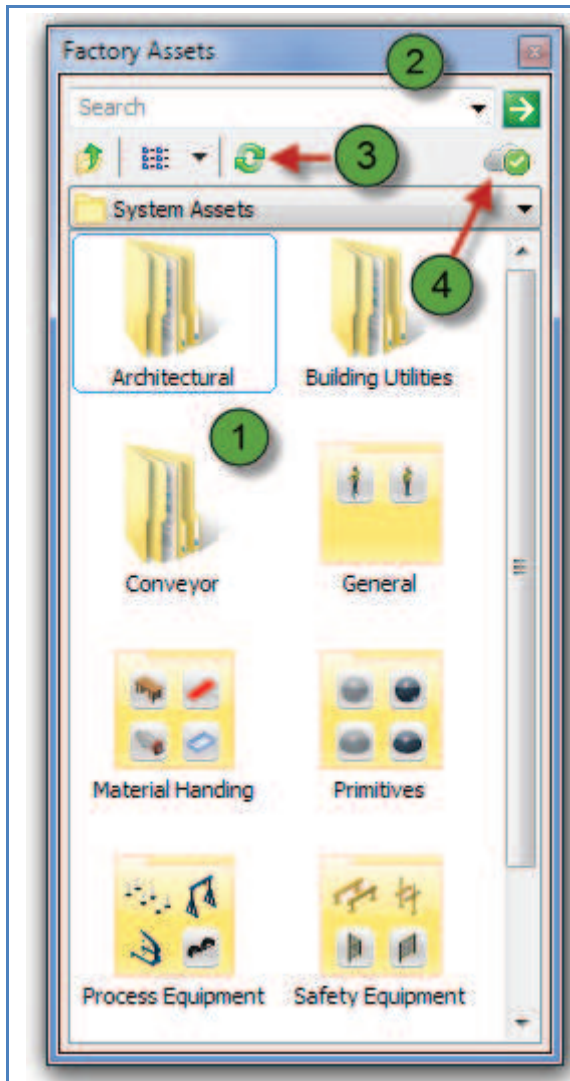 Factory Assets
2
Search
3
System Assets
4
Architectural
Building Utilities
1
Conveyor
General
Material Handing
Primitives
Process Equipment
Safety Equipment